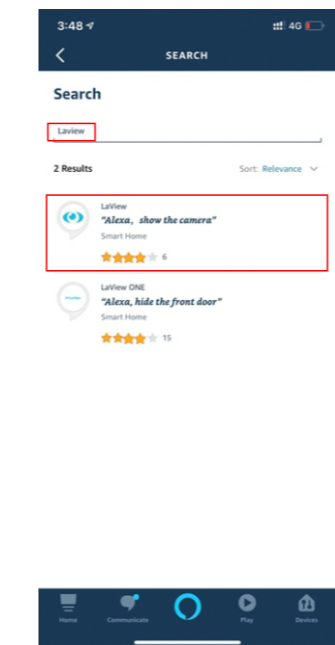 3:48 4G
SEARCH
Search
Laview
2 Results Sort: Relevance
LaView
"Alexa, show the camera"
Smart Home
6
LaView ONE
"Alexa, hide the front door"
Smart Home
15
Home Communicate Play Devices